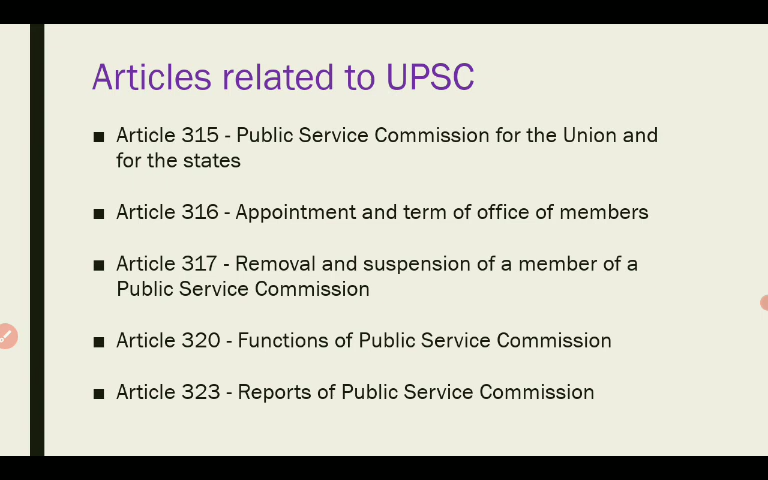 Articles related to UPSC
■ Article 315 - Public Service Commission for the Union and
for the states
■ Article 316 - Appointment and term of office of members
■ Article 317 - Removal and suspension of a member of a
Public Service Commission
■ Article 320 - Functions of Public Service Commission
■ Article 323 - Reports of Public Service Commission